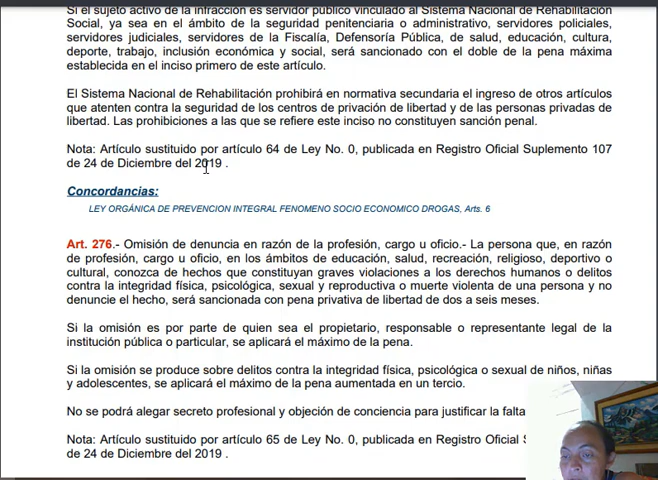 Si el sujeto activo de la infracción es servidor público vinculado al Sistema Nacional de Rehabilitación
Social, ya sea en el ámbito de la seguridad penitenciaria o administrativo, servidores policiales,
servidores judiciales, servidores de la Fiscalía, Defensoría Pública, de salud, educación, cultura,
deporte, trabajo, inclusión económica y social, será sancionado con el doble de la pena máxima
establecida en el inciso primero de este artículo.
El Sistema Nacional de Rehabilitación prohibirá en normativa secundaria el ingreso de otros artículos
que atenten contra la seguridad de los centros de privación de libertad y de las personas privadas de
libertad. Las prohibiciones a las que se refiere este inciso no constituyen sanción penal.
Nota: Artículo sustituido por artículo 64 de Ley No. 0, publicada en Registro Oficial Suplemento 107
de 24 de Diciembre del 2019 .
Concordancias:
LEY ORGÁNICA DE PREVENCION INTEGRAL FENOMENO SOCIO ECONOMICO DROGAS, Arts. 6
Art. 276.- Omisión de denuncia en razón de la profesión, cargo u oficio.- La persona que, en razón
de profesión, cargo u oficio, en los ámbitos de educación, salud, recreación, religioso, deportivo o
cultural, conozca de hechos que constituyan graves violaciones a los derechos humanos o delitos
contra la integridad física, psicológica, sexual y reproductiva o muerte violenta de una persona y no
denuncie el hecho, será sancionada con pena privativa de libertad de dos a seis meses.
Si la omisión es por parte de quien sea el propietario, responsable o representante legal de la
institución pública o particular, se aplicará el máximo de la pena.
Si la omisión se produce sobre delitos contra la integridad física, psicológica o sexual de niños, niñas
y adolescentes, se aplicará el máximo de la pena aumentada en un tercio.
No se podrá alegar secreto profesional y objeción de conciencia para justificar la falta
Nota: Artículo sustituido por artículo 65 de Ley No. 0, publicada en Registro Oficial S
de 24 de Diciembre del 2019 .